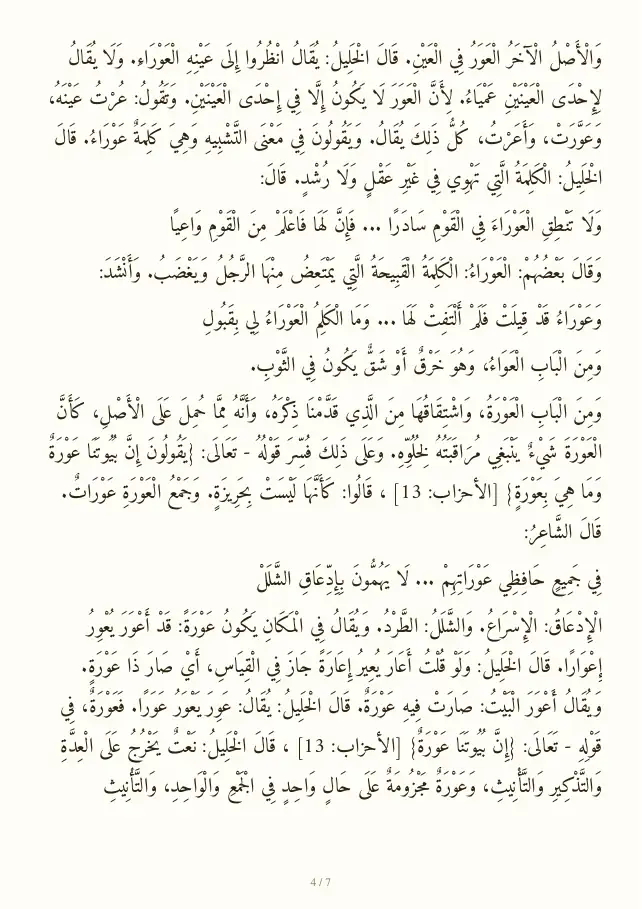 وَالْأَصْلُ الْآخَرُ الْعَوَرُ فِي الْعَيْنِ. قَالَ الْخَلِيلُ: يُقَالُ انْظُرُوا إِلَى عَيْنِهِ الْعَوْرَاءِ. وَلَا يُقَالُ
لِإِحْدَى الْعَيْنَيْنِ عَمْيَاءُ. لِأَنَّ الْعَوَرَ لَا يَكُونُ إِلَّا فِي إِحْدَى الْعَيْنَيْنِ. وَتَقُولُ: عُرْتُ عَيْنَهُ،
وَعَوَّرَتْ، وَأَعَرْتُ، كُلُّ ذَلِكَ يُقَالُ. وَيَقُولُونَ فِي مَعْنَى التَّشْبِيهِ وَهِيَ كَلِمَةٌ عَوْرَاءُ. قَالَ
الْخَلِيلُ: الْكَلِمَةُ الَّتِي تَهْوِي فِي غَيْرِ عَقْلٍ وَلَا رُشْدٍ. قَالَ:
وَلَا تَنْطِقِ الْعَوْرَاءَ فِي الْقَوْمِ سَادَرًا ... فَإِنَّ لَهَا فَاعْلَمْ مِنَ الْقَوْمِ وَاعِيًا
وَقَالَ بَعْضُهُمْ: الْعَوْرَاءُ: الْكَلِمَةُ الْقَبِيحَةُ الَّتِي يَمْتَعِضُ مِنْهَا الرَّجُلُ وَيَغْضَبُ. وَأَنْشَدَ:
وَعَوْرَاءُ قَدْ قِيلَتْ فَلَمْ أَلْتَفِتْ لَهَا ... وَمَا الْكَلِمُ الْعَوْرَاءُ لِي بِقَبُولِ
وَمِنَ الْبَابِ الْعَوَاءُ، وَهُوَ خَرْقٌ أَوْ شَقٌّ يَكُونُ فِي الثَّوْبِ.
وَمِنَ الْبَابِ الْعَوْرَةُ، وَاشْتِقَاقُهَا مِنَ الَّذِي قَدَّمْنَا ذِكْرَهُ، وَأَنَّهُ مِمَّا حُمِلَ عَلَى الْأَصْلِ، كَأَنَّ
الْعَوْرَةَ شَيْءٌ يَنْبَغِي مُرَاقَبَتُهُ لِخُلُوِّهِ. وَعَلَى ذَلِكَ فُسِّرَ قَوْلُهُ - تَعَالَى: {يَقُولُونَ إِنَّ بُيُوتَنَا عَوْرَةٌ
وَمَا هِيَ بِعَوْرَةٍ} [الأحزاب: 13] ، قَالُوا: كَأَنَّهَا لَيْسَتْ بِحَرِيزَةٍ. وَجَمْعُ الْعَوْرَةِ عَوْرَاتٌ.
قَالَ الشَّاعِرُ:
فِي جَمِيعٍ حَافِظِي عَوْرَاتِهِمْ ... لَا يَهُمُّونَ بِإِدْعَاقِ الشَّلَلْ
الْإِدْعَاقُ: الْإِسْرَاعُ. وَالشَّلَلُ: الطَّرْدُ. وَيُقَالُ فِي الْمَكَانِ يَكُونُ عَوْرَةً: قَدْ أَعْوَرَ يُعْوِرُ
إِعْوَارًا. قَالَ الْخَلِيلُ: وَلَوْ قُلْتُ أَعَارَ يُعِيرُ إِعَارَةً جَازَ فِي الْقِيَاسِ، أَيْ صَارَ ذَا عَوْرَةٍ.
وَيُقَالُ أَعْوَرَ الْبَيْتُ: صَارَتْ فِيهِ عَوْرَةٌ. قَالَ الْخَلِيلُ: يُقَالُ: عَوِرَ يَعْوَرُ عَوَرًا. فَعَوْرَةٌ، فِي
قَوْلِهِ - تَعَالَى: {إِنَّ بُيُوتَنَا عَوْرَةٌ} [الأحزاب: 13] ، قَالَ الْخَلِيلُ: نَعْتٌ يَخْرُجُ عَلَى الْعِدَّةِ
وَالتَّذْكِيرِ وَالتَّأْنِيثِ، وَعَوْرَةٌ مَجْزُومَةٌ عَلَى حَالٍ وَاحِدٍ فِي الْجَمْعِ وَالْوَاحِدِ، وَالتَّأْنِيثِ
4 / 7